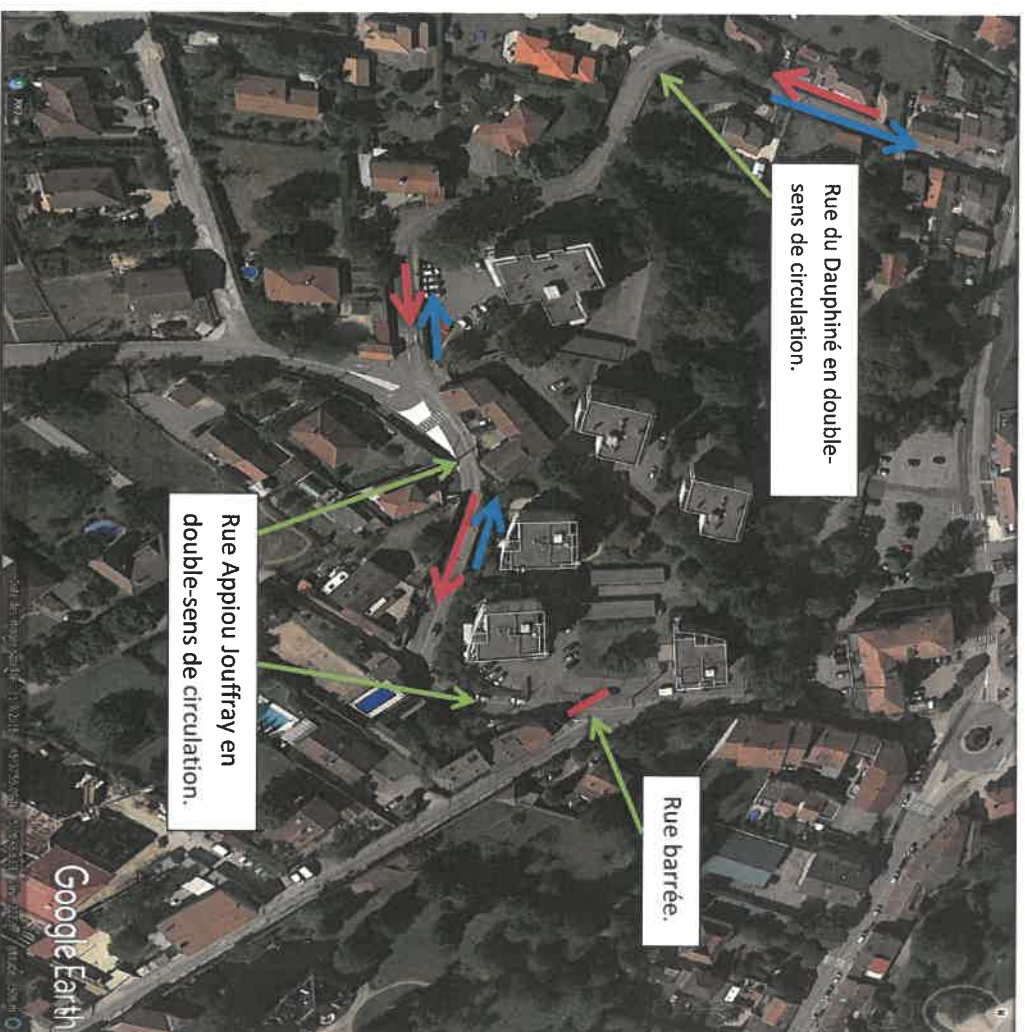 Rue du Dauphiné en double-
sens de circulation.
Rue barrée.
Rue Appiou Jouffray en
double-sens de circulation.
Google Earth
N